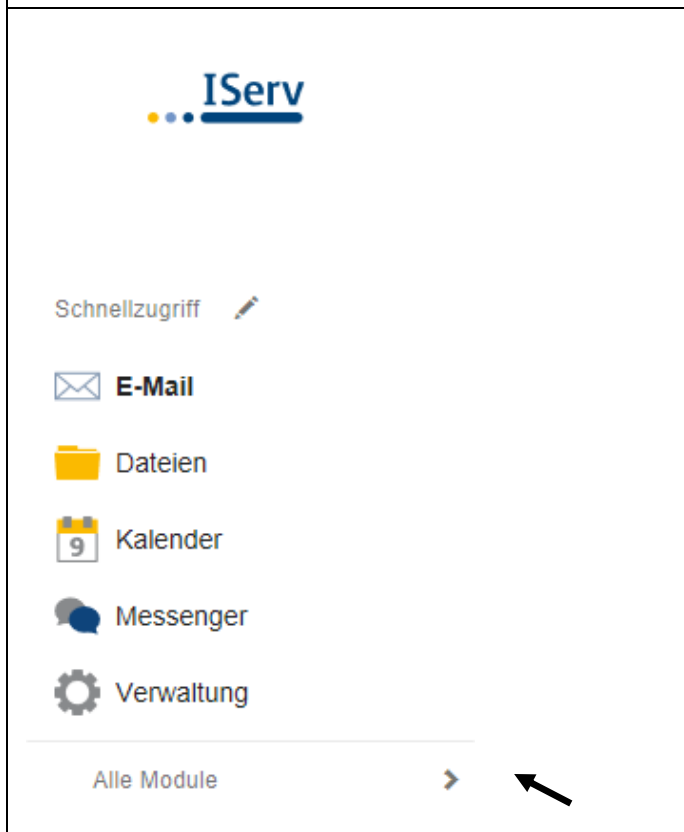 IServ
Schnellzugriff
E-Mail
Dateien
9 Kalender
Messenger
Verwaltung
Alle Module